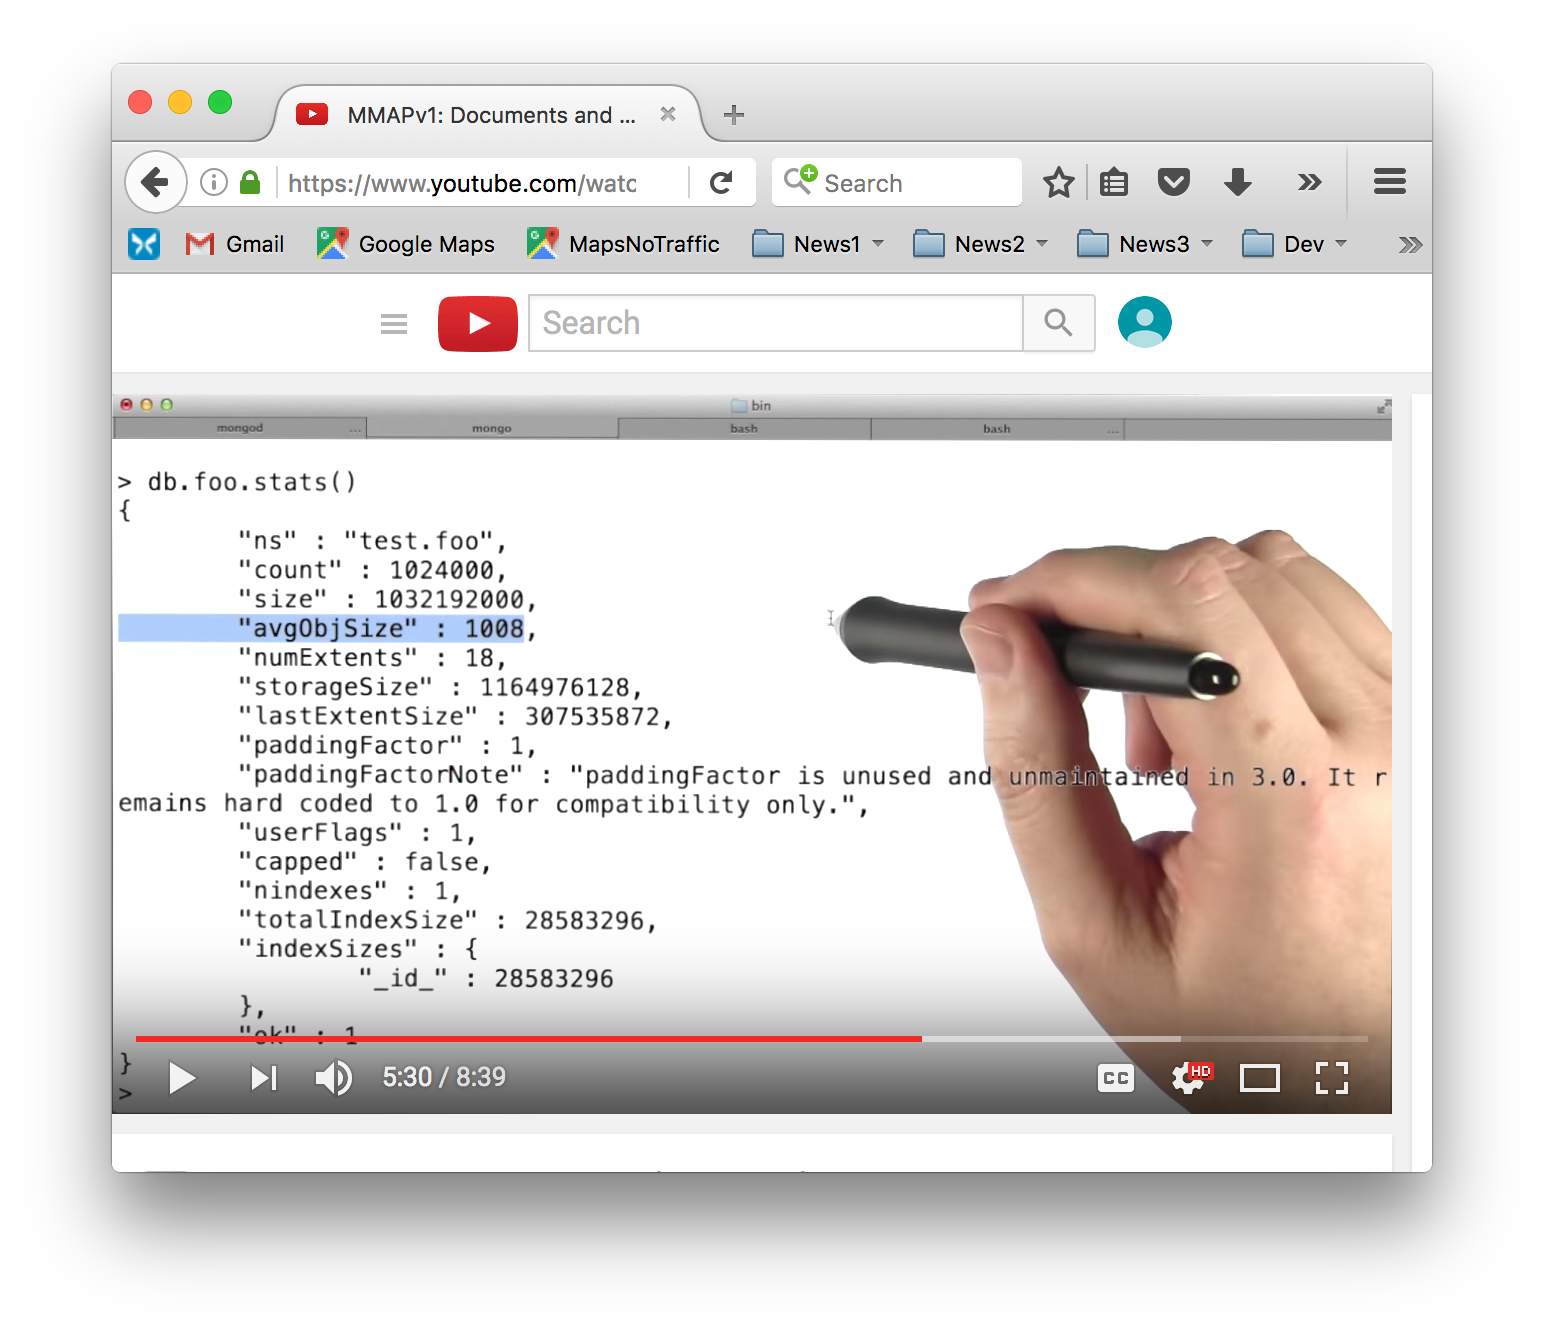 MMAPv1: Documents and ...
https://www.youtube.com/watc
Search
Gmail
Google Maps
MapsNoTraffic
News1
News2
News3
Dev
Search
bin
mongod ...
mongo
bash
bash ...
> db.foo.stats()
{
"ns" : "test.foo",
"count" : 1024000,
"size" : 1032192000,
"avgObjSize" : 1008,
"numExtents" : 18,
"storageSize" : 1164976128,
"lastExtentSize" : 307535872,
"paddingFactor" : 1,
"paddingFactorNote" : "paddingFactor is unused and unmaintained in 3.0. It r
emains hard coded to 1.0 for compatibility only.",
"userFlags" : 1,
"capped" : false,
"nindexes" : 1,
"totalIndexSize" : 28583296,
"indexSizes" : {
"_id_" : 28583296
},
"ok" : 1
}
>
5:30 / 8:39
CC
HD